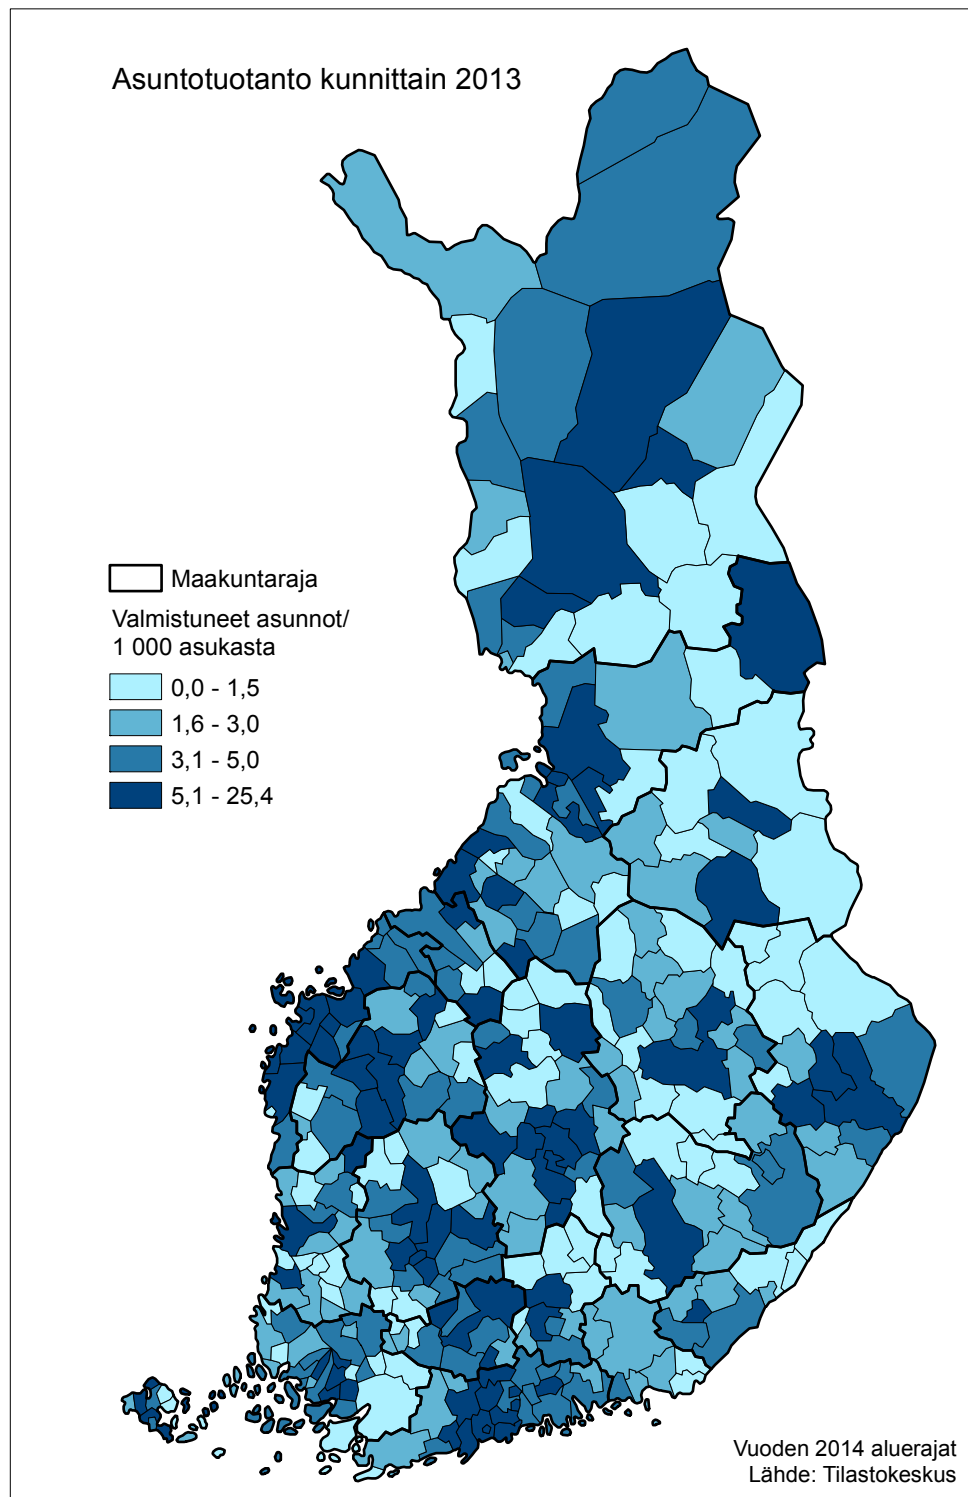 Asuntotuotanto kunnittain 2013
Maakuntaraja
Valmistuneet asunnot/
1 000 asukasta
0,0 - 1,5
1,6 - 3,0
3,1 - 5,0
5,1 - 25,4
Vuoden 2014 aluerajat
Lähde: Tilastokeskus